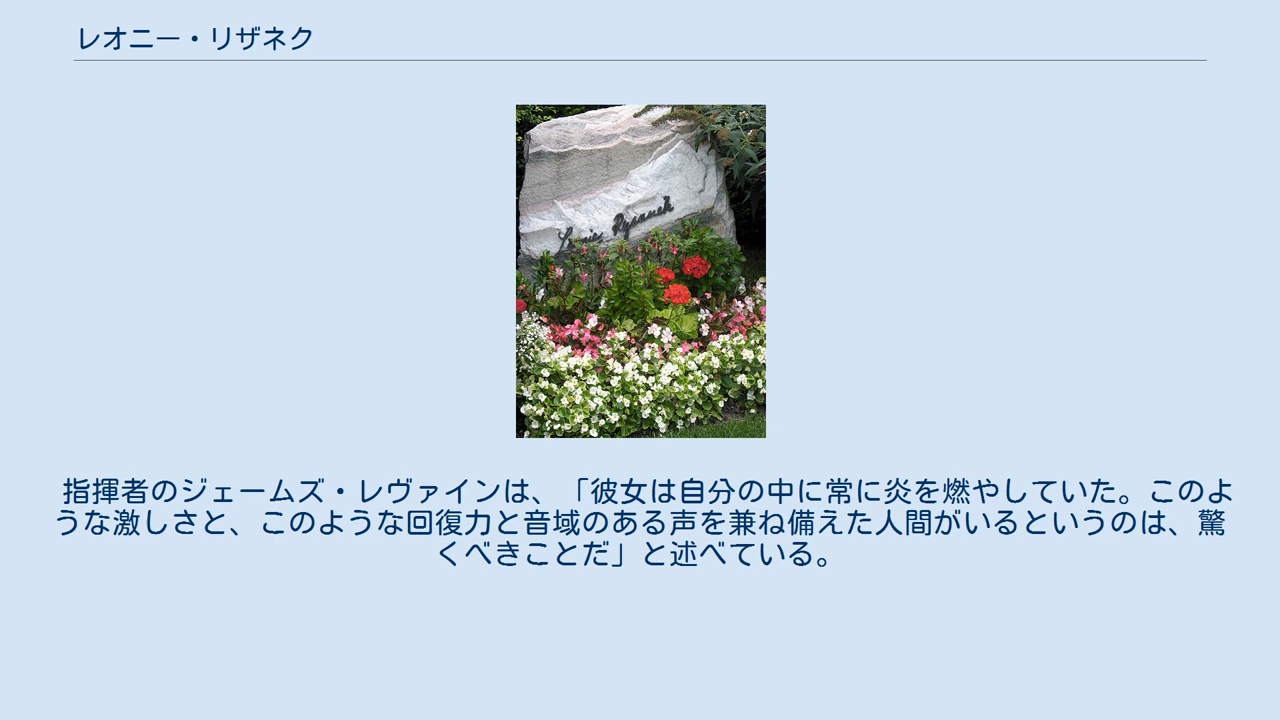 レオニー・リザネク
Leonie Rysanek
指揮者のジェームズ・レヴァインは、「彼女は自分の中に常に炎を燃やしていた。このよ
うな激しさと、このような回復力と音域のある声を兼ね備えた人間がいるというのは、驚
くべきことだ」と述べている。